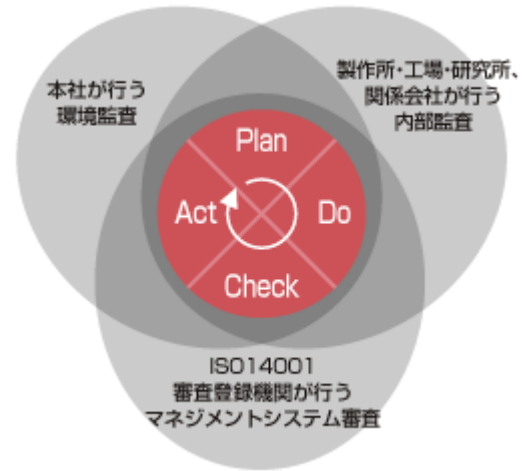 本社が行う
環境監査
製作所・工場・研究所、
関係会社が行う
内部監査
Plan
Act
Do
Check
ISO14001
審査登録機関が行う
マネジメントシステム審査